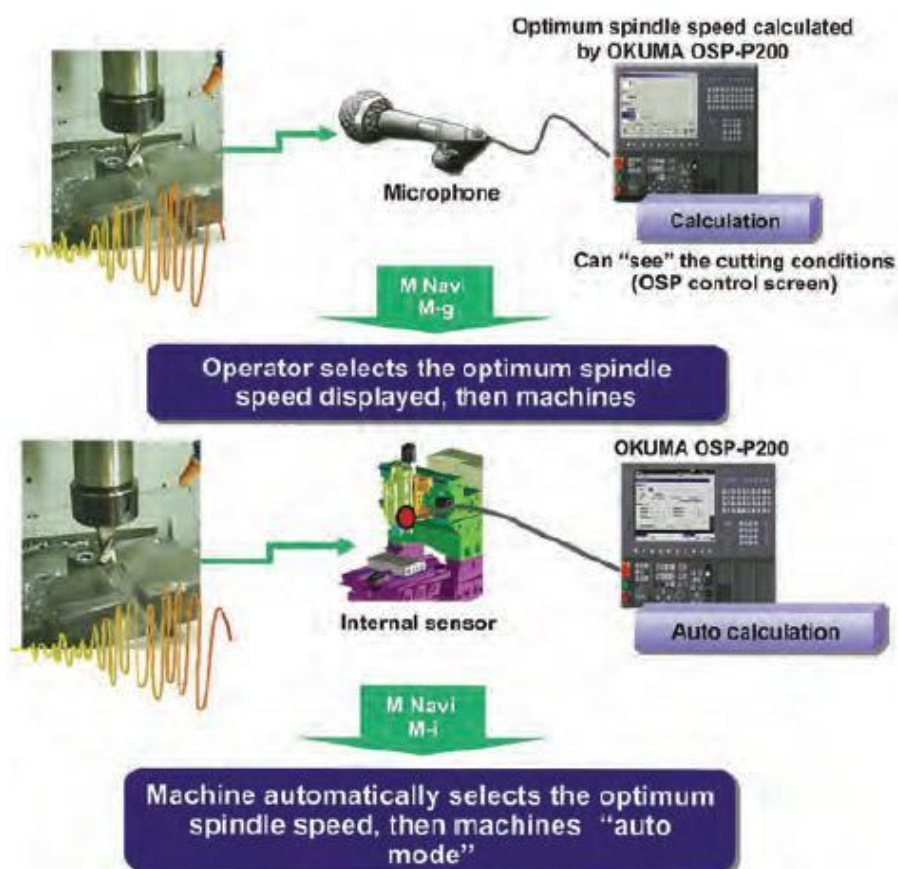 Optimum spindle speed calculated
by OKUMA OSP-P200
Microphone
Calculation
Can “see” the cutting conditions
(OSP control screen)
M Navi
M-g
Operator selects the optimum spindle
speed displayed, then machines
OKUMA OSP-P200
Internal sensor
Auto calculation
M Navi
M-i
Machine automatically selects the optimum
spindle speed, then machines “auto
mode”